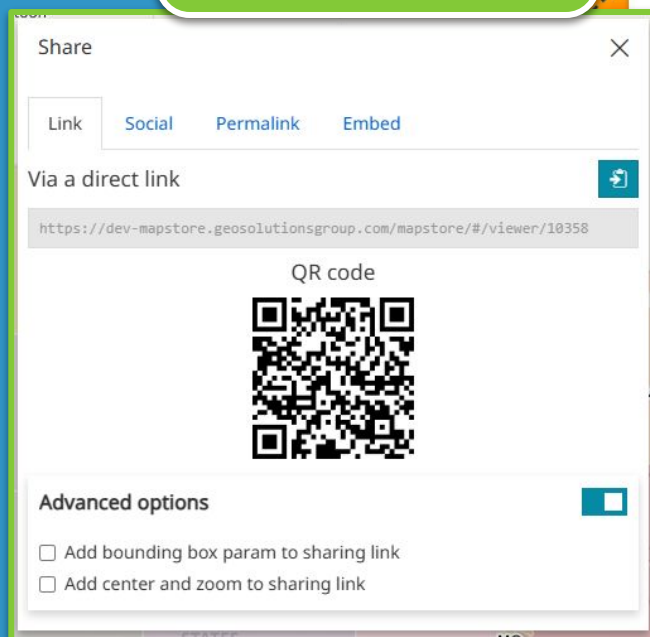 Share
Link Social Permalink Embed
Via a direct link
https://dev-mapstore.geosolutionsgroup.com/mapstore/#/viewer/10358
QR code
Advanced options
Add bounding box param to sharing link
Add center and zoom to sharing link
STATES